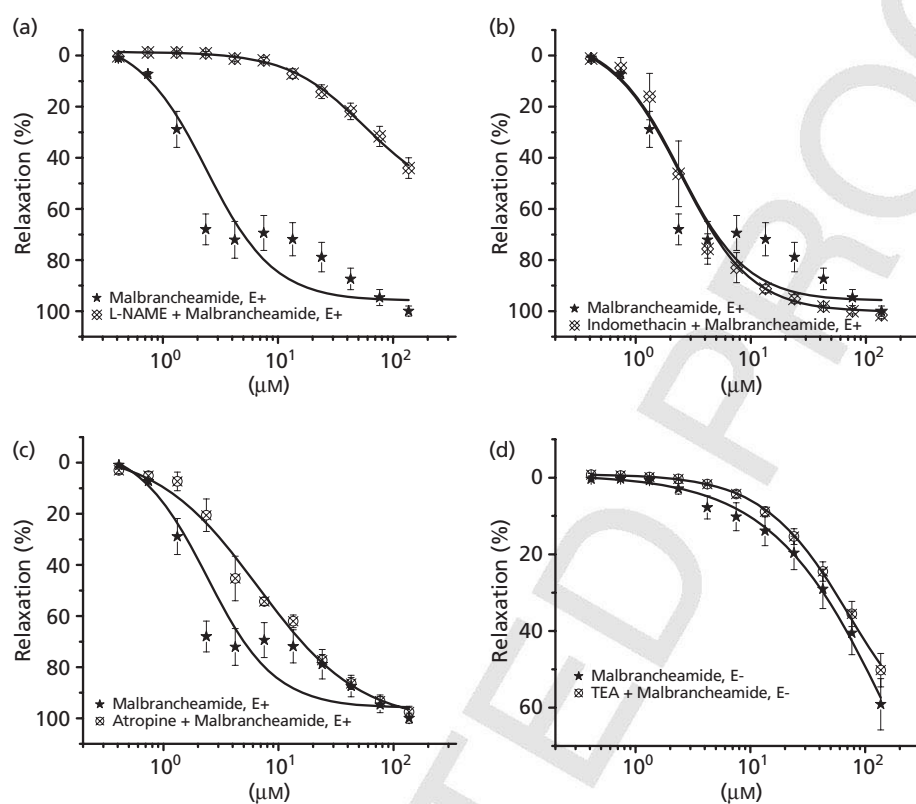 (a)
0
20
40
60
80
100
Relaxation (%)
★ Malbrancheamide, E+
L-NAME + Malbrancheamide, E+
10⁰ 10¹ 10²
(μM)
(b)
0
20
40
60
80
100
Relaxation (%)
★ Malbrancheamide, E+
Indomethacin + Malbrancheamide, E+
10⁰ 10¹ 10²
(μM)
(c)
0
20
40
60
80
100
Relaxation (%)
★ Malbrancheamide, E+
Atropine + Malbrancheamide, E+
10⁰ 10¹ 10²
(μM)
(d)
0
20
40
60
Relaxation (%)
★ Malbrancheamide, E-
TEA + Malbrancheamide, E-
10⁰ 10¹ 10²
(μM)